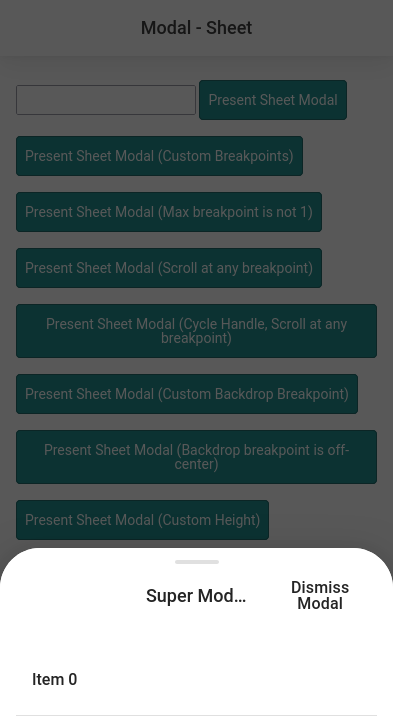 Modal - Sheet
Present Sheet Modal
Present Sheet Modal (Custom Breakpoints)
Present Sheet Modal (Max breakpoint is not 1)
Present Sheet Modal (Scroll at any breakpoint)
Present Sheet Modal (Cycle Handle, Scroll at any
breakpoint)
Present Sheet Modal (Custom Backdrop Breakpoint)
Present Sheet Modal (Backdrop breakpoint is off-
center)
Present Sheet Modal (Custom Height)
Super Mod…
Dismiss
Modal
Item 0